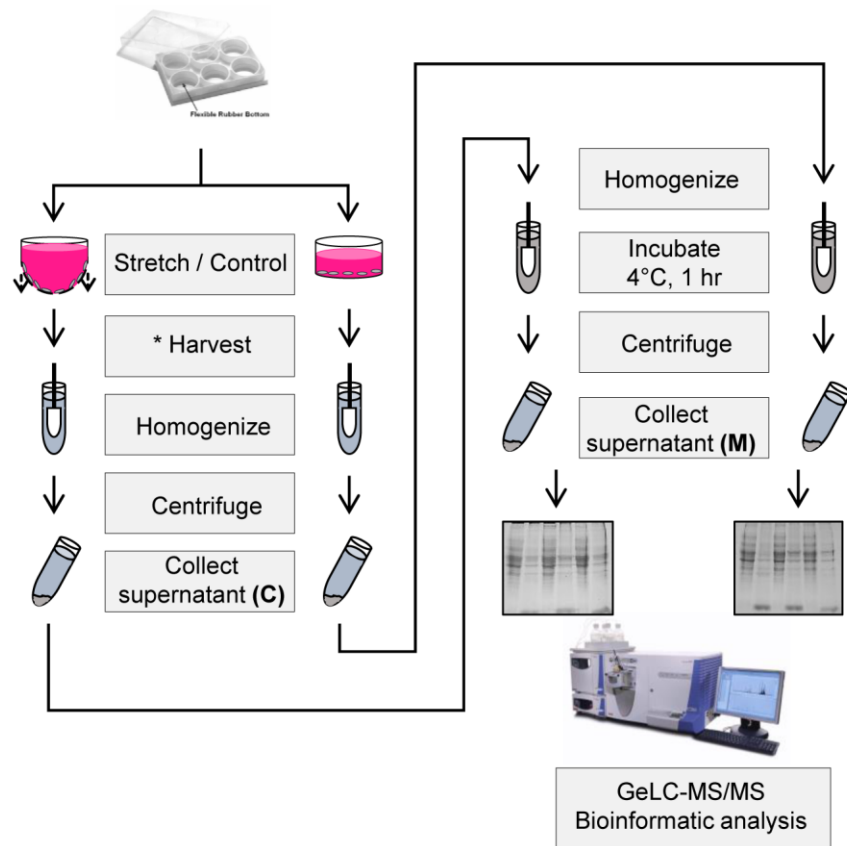 Flexible Rubber Bottom
Stretch / Control
* Harvest
Homogenize
Centrifuge
Collect
supernatant (C)
Homogenize
Incubate
4°C, 1 hr
Centrifuge
Collect
supernatant (M)
GeLC-MS/MS
Bioinformatic analysis